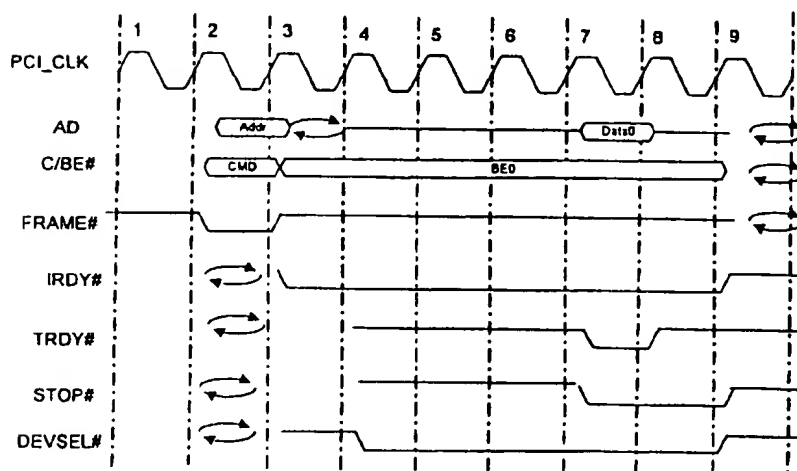 1 2 3 4 5 6 7 8 9
PCI_CLK
AD Addr Data0
C/BE# CMD BE0
FRAME#
IRDY#
TRDY#
STOP#
DEVSEL#